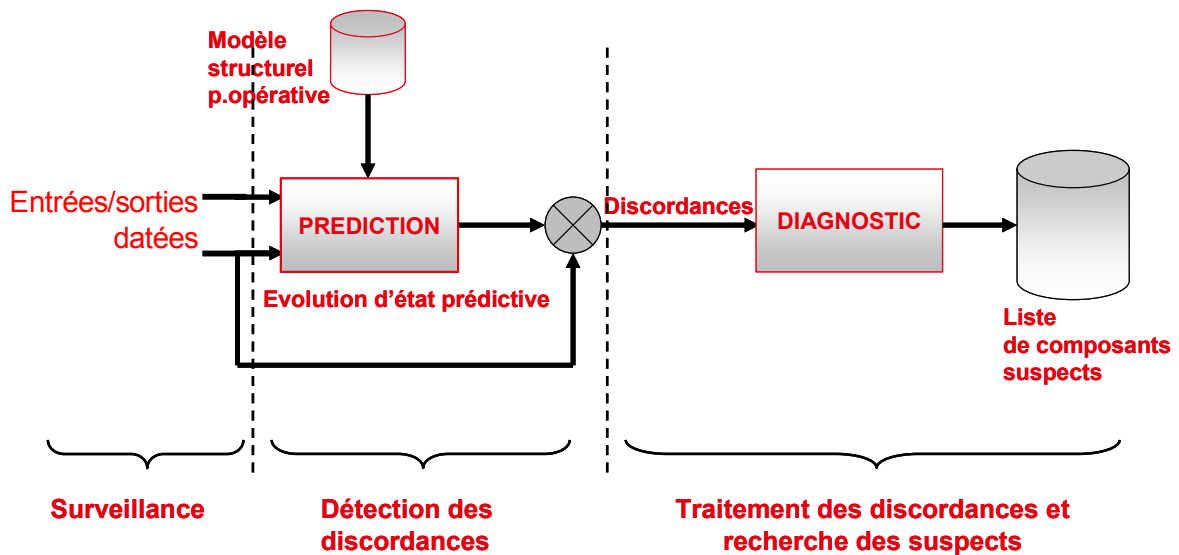 Modèle
structurel
p.opérative
Entrées/sorties
datées
PREDICTION
Discordances
DIAGNOSTIC
Evolution d'état prédictive
Liste
de composants
suspects
Surveillance
Détection des
discordances
Traitement des discordances et
recherche des suspects